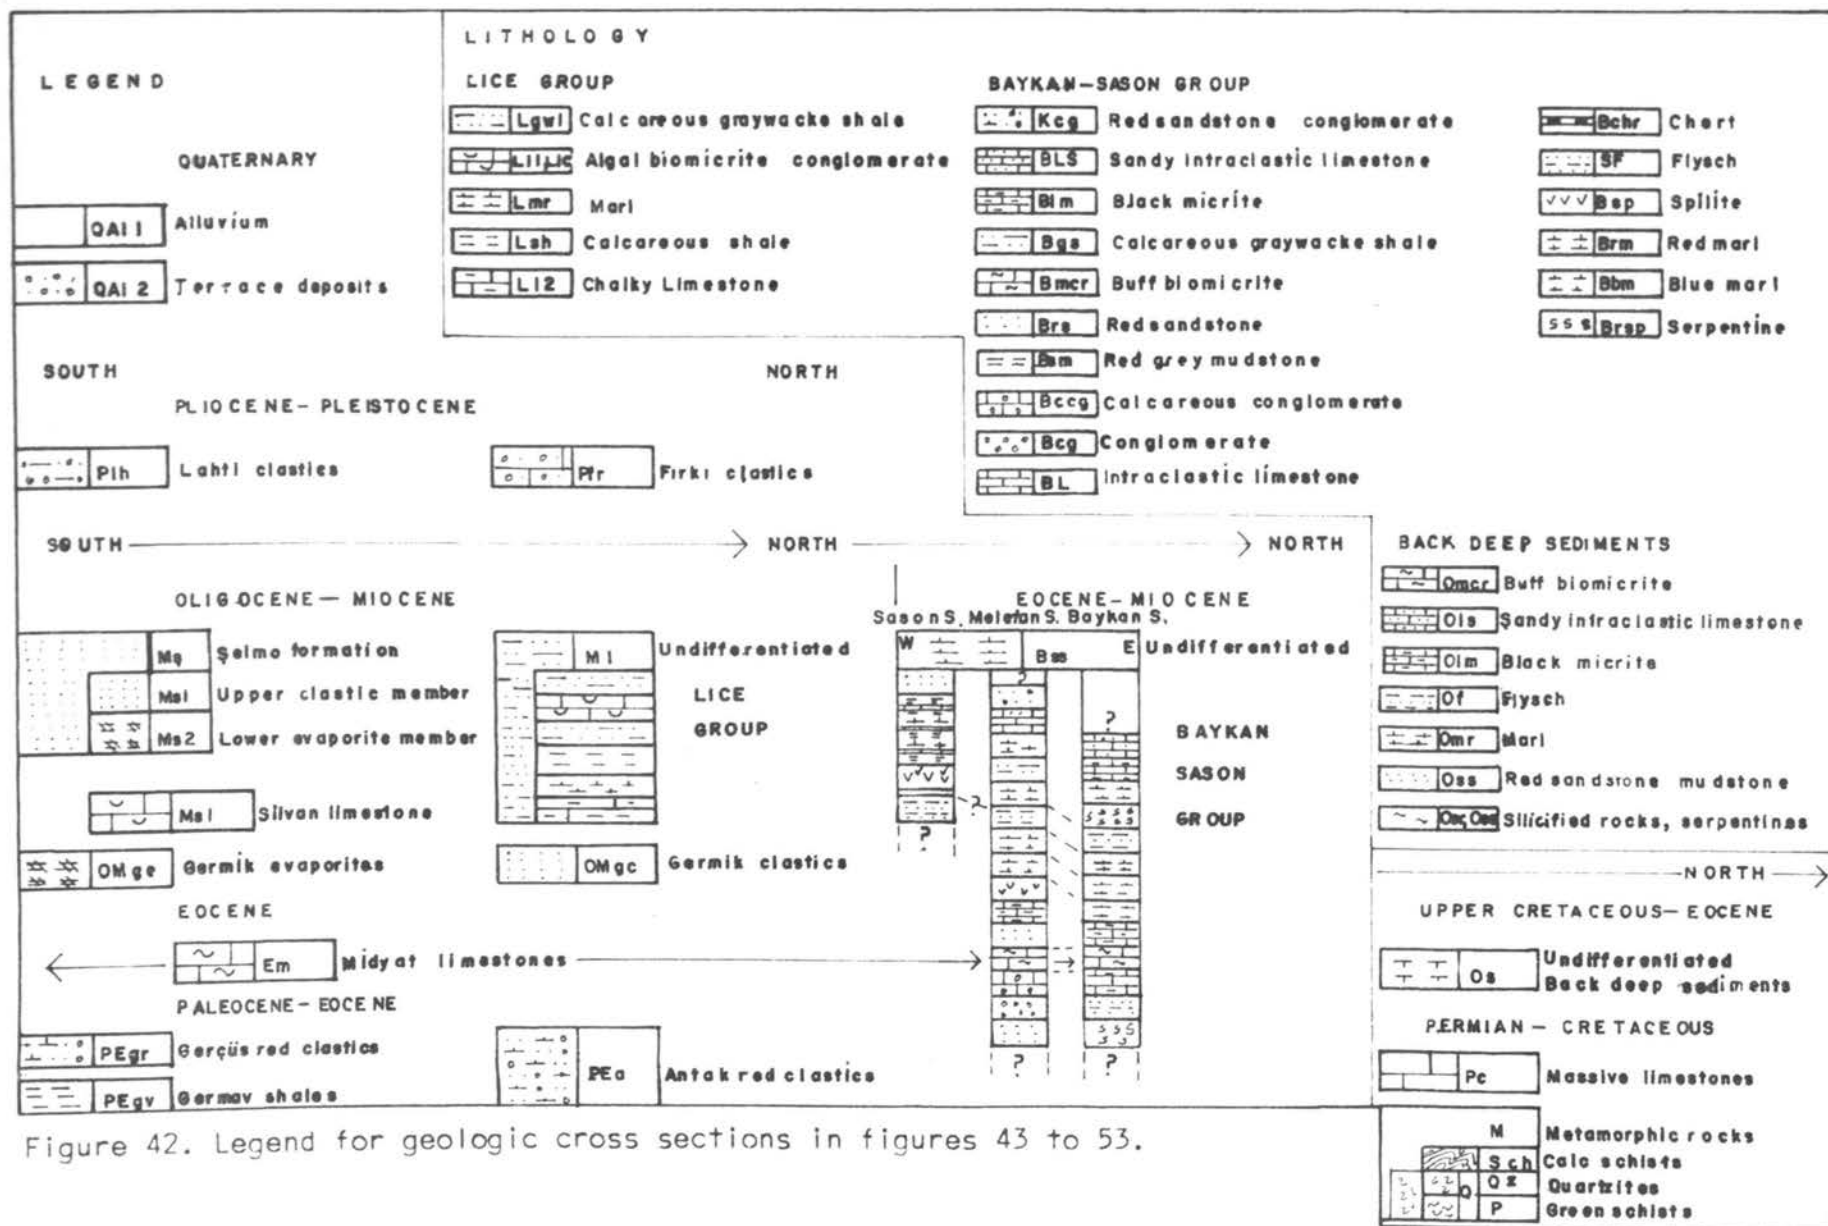 LEGEND
QUATERNARY
QAl1 Alluvium
QAl2 Terrace deposits
SOUTH NORTH
PLIOCENE-PLEISTOCENE
Plh Lahti clastics
Pfr Fırkı clastics
LITHOLOGY
LICE GROUP
Lgwl Calcareous graywacke shale
Algal biomicrite conglomerate
Lmr Marl
Lsh Calcareous shale
Ll2 Chalky Limestone
BAYKAN-SASON GROUP
Kcg Red sandstone conglomerate
BLS Sandy intraclastic limestone
Blm Black micrite
Bgs Calcareous graywacke shale
Bmcr Buff biomicrite
Brs Red sandstone
Bsm Red grey mudstone
Bccg Calcareous conglomerate
Bcg Conglomerate
BL Intraclastic limestone
Bchr Chert
SF Flysch
Bsp Spilite
Brm Red marl
Bbm Blue marl
Brsp Serpentine
SOUTH NORTH NORTH
OLIGOCENE—MIOCENE
Şelmo formation
Msl Upper clastic member
Ms2 Lower evaporite member
Msl Silvan limestone
OMge Germik evaporites
Ml Undifferentiated
LICE
GROUP
OMgc Germik clastics
EOCENE-MIOCENE
Sason S. Melefan S. Baykan S.
W Bss E Undifferentiated
BAYKAN
SASON
GROUP
?
?
?
?
?
?
EOCENE
Em Midyat limestones
PALEOCENE-EOCENE
PEgr Gerçüs red clastics
PEgv Germav shales
PEa Antak red clastics
BACK DEEP SEDIMENTS
Omcr Buff biomicrite
Ols Sandy intraclastic limestone
Olm Black micrite
Of Flysch
Omr Marl
Oss Red sandstone mudstone
Silicified rocks, serpentines
NORTH
UPPER CRETACEOUS—EOCENE
Os Undifferentiated
Back deep sediments
PERMIAN — CRETACEOUS
Pc Massive limestones
M Metamorphic rocks
Sch Calc schists
Q Qz Quartzites
P Green schists
Figure 42. Legend for geologic cross sections in figures 43 to 53.